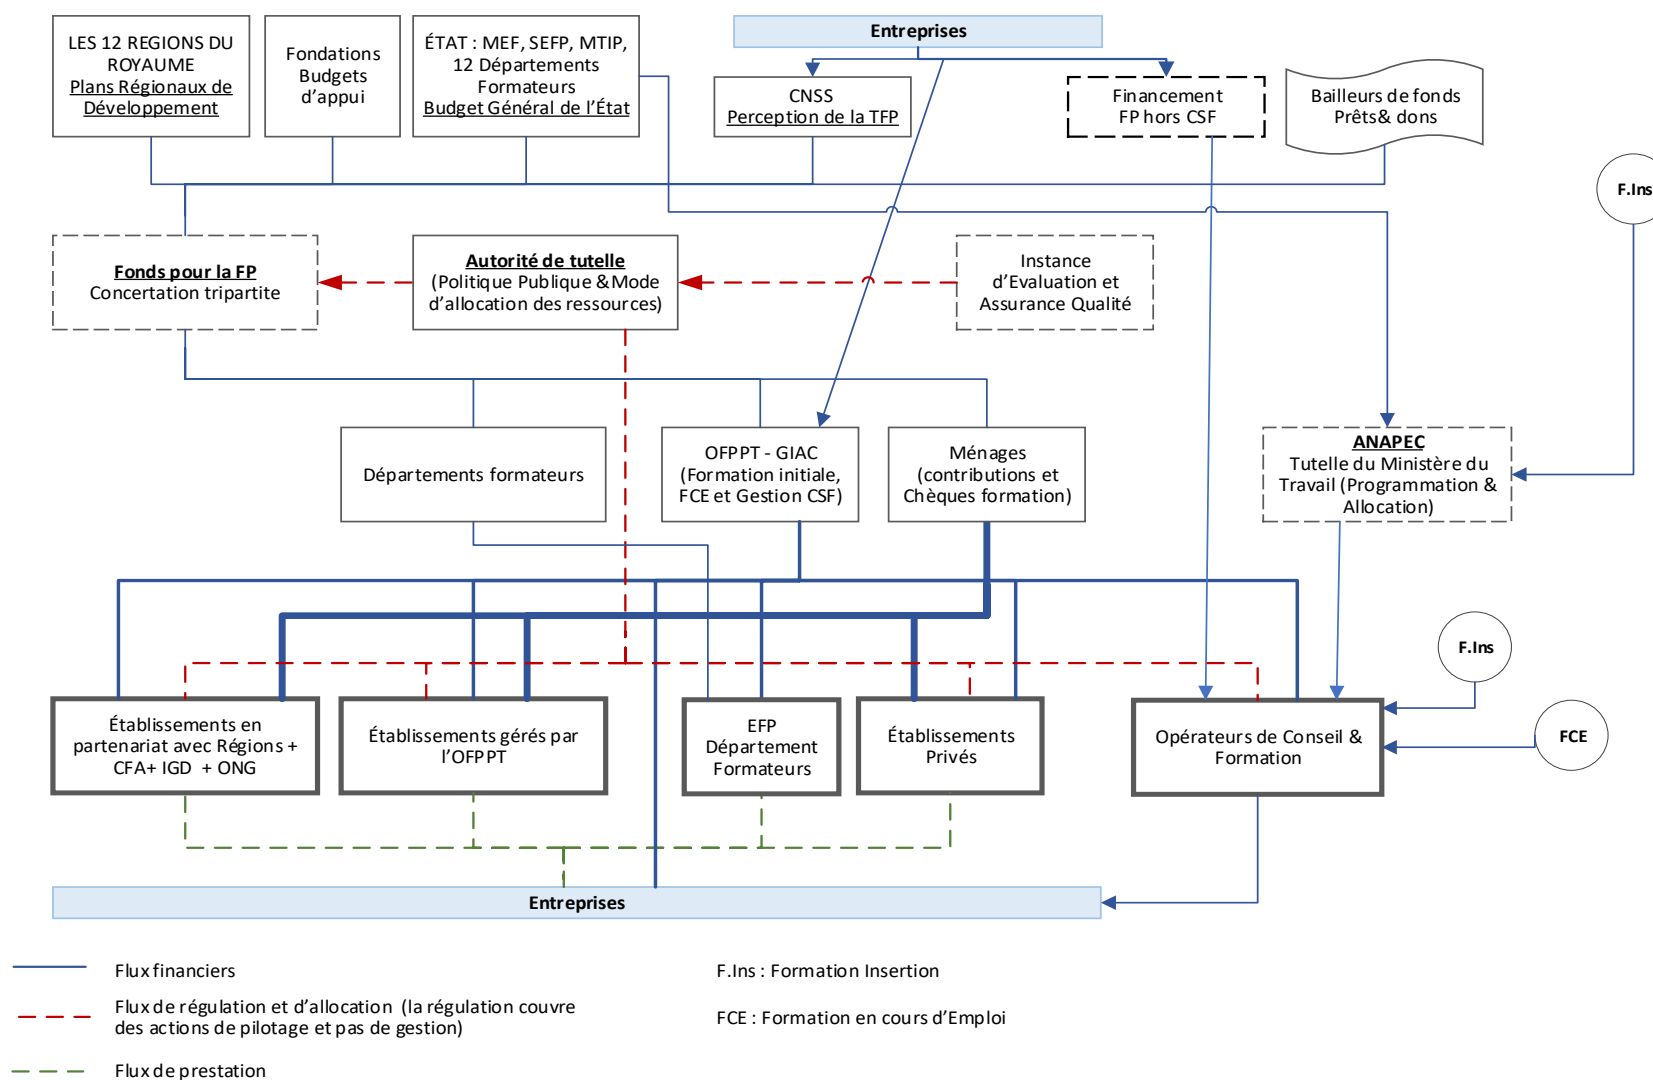 LES 12 REGIONS DU
ROYAUME
Plans Régionaux de
Développement
Fondations
Budgets
d'appui
ÉTAT : MEF, SEFP, MTIP,
12 Départements
Formateurs
Budget Général de l'État
Entreprises
CNSS
Perception de la TFP
Financement
FP hors CSF
Bailleurs de fonds
Prêts& dons
F.Ins
Fonds pour la FP
Concertation tripartite
Autorité de tutelle
(Politique Publique &Mode
d'allocation des ressources)
Instance
d'Evaluation et
Assurance Qualité
Départements formateurs
OFPPT - GIAC
(Formation initiale,
FCE et Gestion CSF)
Ménages
(contributions et
Chèques formation)
ANAPEC
Tutelle du Ministère du
Travail (Programmation &
Allocation)
F.Ins
Établissements en
partenariat avec Régions +
CFA+ IGD + ONG
Établissements gérés par
l'OFPPT
EFP
Département
Formateurs
Établissements
Privés
Opérateurs de Conseil &
Formation
FCE
Entreprises
Flux financiers
F.Ins : Formation Insertion
Flux de régulation et d'allocation (la régulation couvre
des actions de pilotage et pas de gestion)
FCE : Formation en cours d'Emploi
Flux de prestation